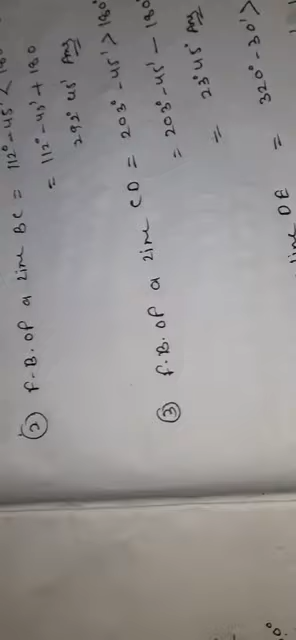 ② F.B. OF a line BC = 112° - 45' < 180°
= 112° - 45' + 180
292° 45' Ans
③ F.B. OF a line CD = 203° - 45' > 180°
= 203° - 45' - 180°
= 23° 45' Ans
line DE = 320° - 30' >